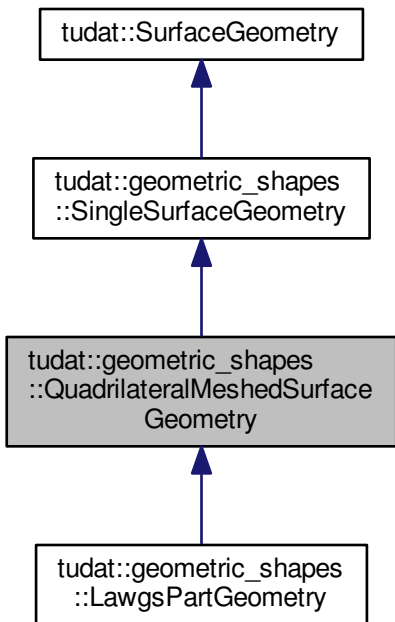 tudat::SurfaceGeometry
tudat::geometric_shapes
::SingleSurfaceGeometry
tudat::geometric_shapes
::QuadrilateralMeshedSurface
Geometry
tudat::geometric_shapes
::LawgsPartGeometry